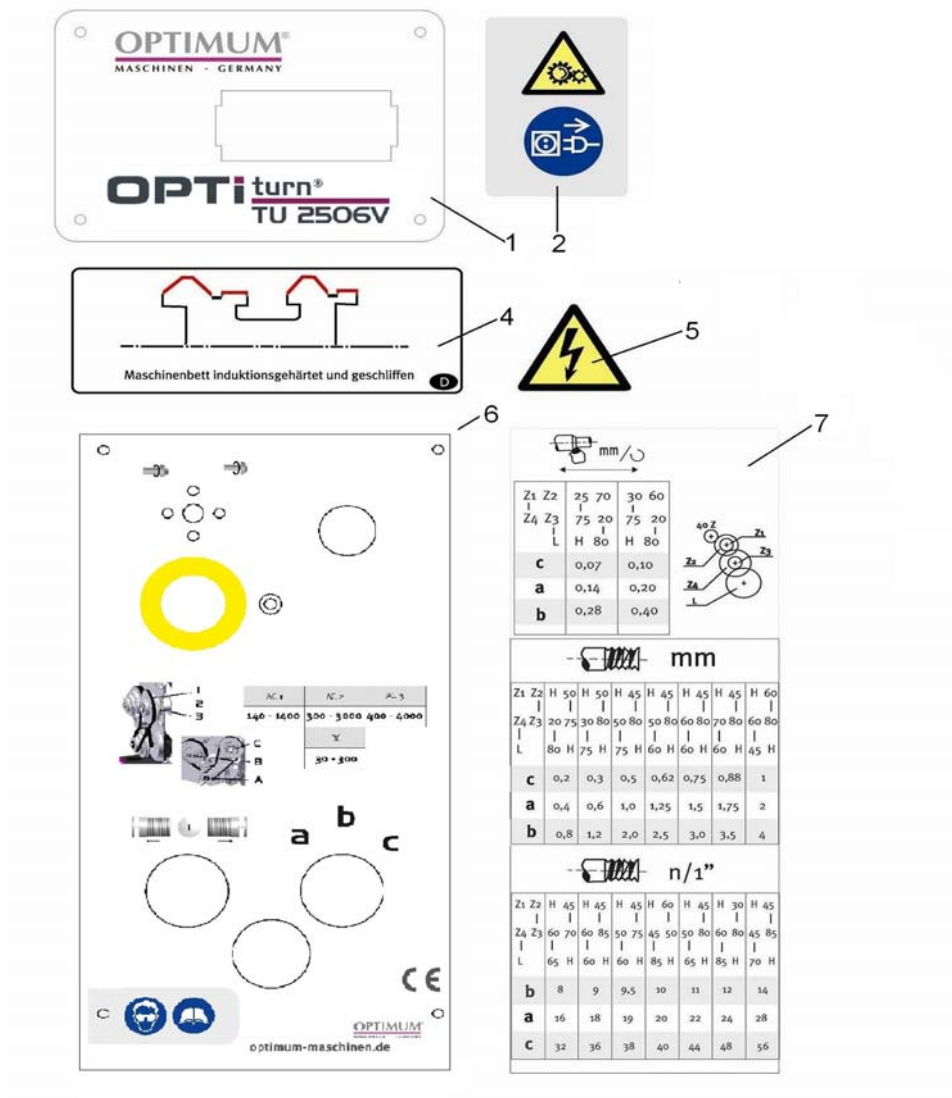 OPTIMUM®
MASCHINEN - GERMANY
OPTi turn®
TU 2506V
1
2
4
Maschinenbett induktionsgehärtet und geschliffen D
5
6
1
2
3
140 - 1400 300 - 3000 400 - 4000
30 - 300
C
B
A
a b c
CE
OPTIMUM
optimum-maschinen.de
7
mm/
Z1 Z2 25 70 30 60
Z4 Z3 75 20 75 20
L H 80 H 80
c 0,07 0,10
a 0,14 0,20
b 0,28 0,40
40 Z
Z1
Z2
Z3
Z4
L
mm
Z1 Z2 H 50 H 50 H 45 H 45 H 45 H 45 H 60
Z4 Z3 20 75 30 80 50 80 50 80 60 80 70 80 60 80
L 80 H 75 H 75 H 60 H 60 H 60 H 45 H
c 0,2 0,3 0,5 0,62 0,75 0,88 1
a 0,4 0,6 1,0 1,25 1,5 1,75 2
b 0,8 1,2 2,0 2,5 3,0 3,5 4
n/1"
Z1 Z2 H 45 H 45 H 45 H 60 H 45 H 30 H 45
Z4 Z3 60 70 60 85 50 75 45 50 50 80 60 80 45 85
L 65 H 60 H 60 H 85 H 65 H 85 H 70 H
b 8 9 9,5 10 11 12 14
a 16 18 19 20 22 24 28
c 32 36 38 40 44 48 56